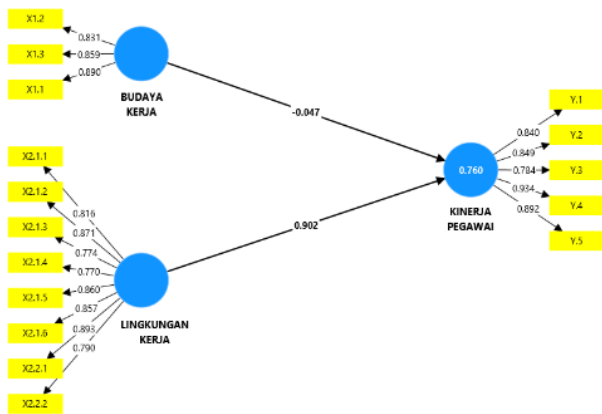 X1.2
X1.3
X1.1
0.831
0.859
0.890
BUDAYA
KERJA
-0.047
X2.1.1
X2.1.2
X2.1.3
X2.1.4
X2.1.5
X2.1.6
X2.2.1
X2.2.2
0.816
0.871
0.774
0.770
0.860
0.857
0.893
0.790
LINGKUNGAN
KERJA
0.902
0.760
KINERJA
PEGAWAI
0.840
0.849
0.784
0.934
0.892
Y.1
Y.2
Y.3
Y.4
Y.5